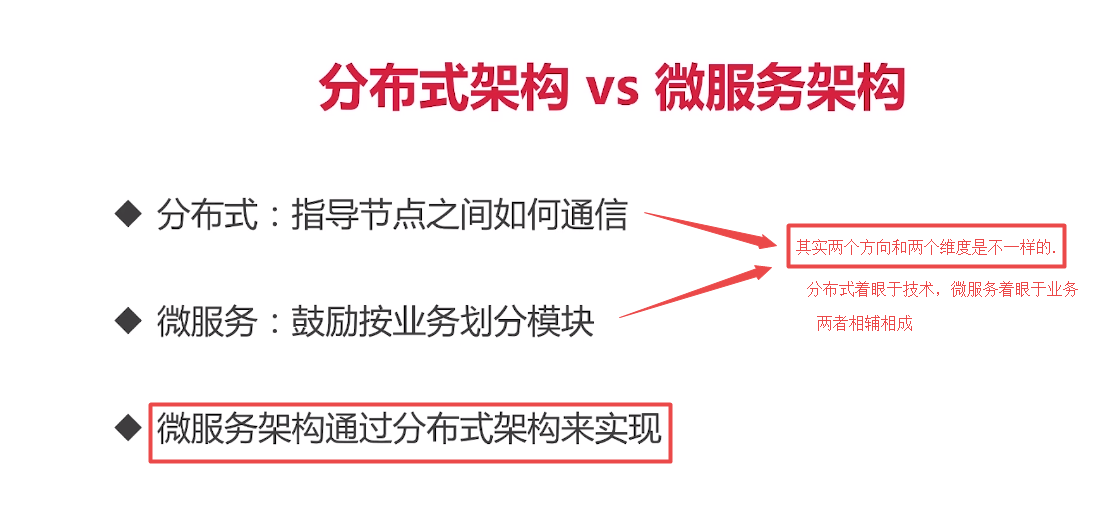 分布式架构 vs 微服务架构
◆ 分布式：指导节点之间如何通信
其实两个方向和两个维度是不一样的.
分布式着眼于技术，微服务着眼于业务
两者相辅相成
◆ 微服务：鼓励按业务划分模块
◆ 微服务架构通过分布式架构来实现